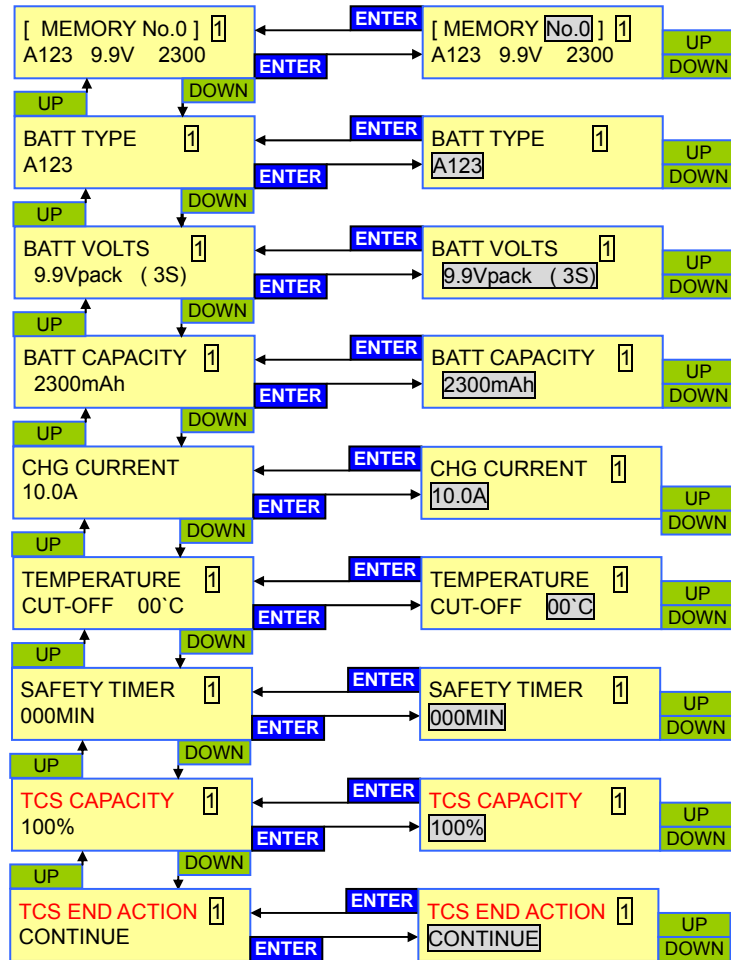 [ MEMORY No.0 ] 1
A123 9.9V 2300
ENTER
ENTER
[ MEMORY No.0 ] 1
A123 9.9V 2300
UP
DOWN
UP
DOWN
BATT TYPE 1
A123
ENTER
ENTER
BATT TYPE 1
A123
UP
DOWN
UP
DOWN
BATT VOLTS 1
9.9Vpack ( 3S)
ENTER
ENTER
BATT VOLTS 1
9.9Vpack ( 3S)
UP
DOWN
UP
DOWN
BATT CAPACITY 1
2300mAh
ENTER
ENTER
BATT CAPACITY 1
2300mAh
UP
DOWN
UP
DOWN
CHG CURRENT
10.0A
ENTER
ENTER
CHG CURRENT 1
10.0A
UP
DOWN
UP
DOWN
TEMPERATURE 1
CUT-OFF 00`C
ENTER
ENTER
TEMPERATURE 1
CUT-OFF 00`C
UP
DOWN
UP
DOWN
SAFETY TIMER 1
000MIN
ENTER
ENTER
SAFETY TIMER 1
000MIN
UP
DOWN
UP
DOWN
TCS CAPACITY 1
100%
ENTER
ENTER
TCS CAPACITY 1
100%
UP
DOWN
UP
DOWN
TCS END ACTION 1
CONTINUE
ENTER
ENTER
TCS END ACTION 1
CONTINUE
UP
DOWN